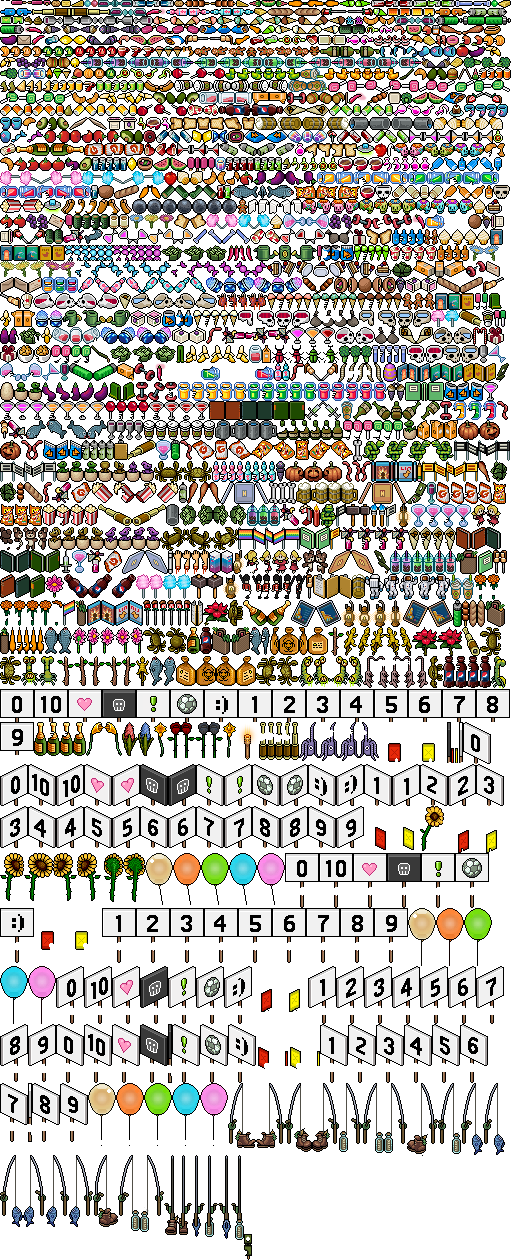 0 10 ! :) 1 2 3 4 5 6 7 8
9 0
0 10 10 ! ! :) :) 1 1 2 2 3
3 4 4 5 5 6 6 7 7 8 8 9 9
0 10 !
:) 1 2 3 4 5 6 7 8 9
0 10 ! :) 1 2 3 4 5 6 7
8 9 0 10 ! :) 1 2 3 4 5 6
7 8 9